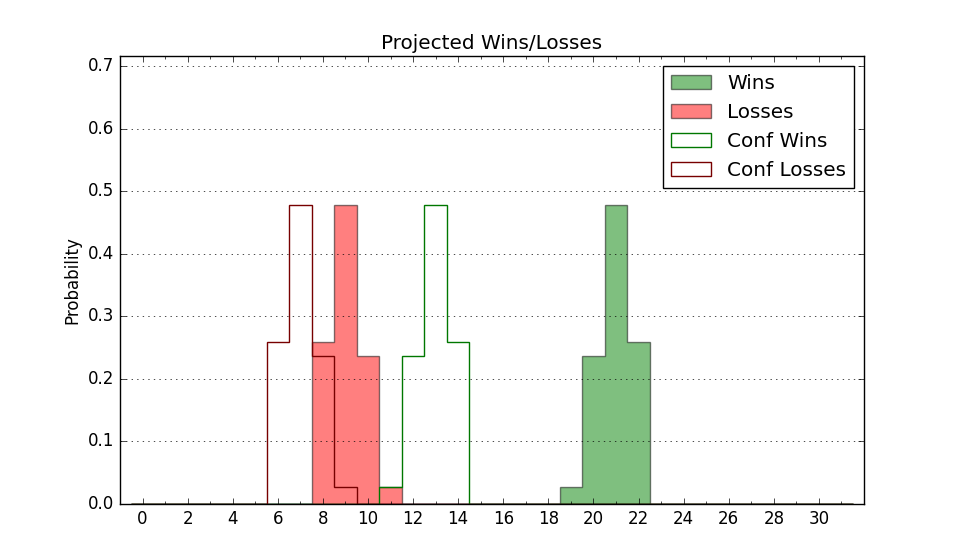 Projected Wins/Losses
Wins
Losses
Conf Wins
Conf Losses
Probability
0.7
0.6
0.5
0.4
0.3
0.2
0.1
0.0
0 2 4 6 8 10 12 14 16 18 20 22 24 26 28 30